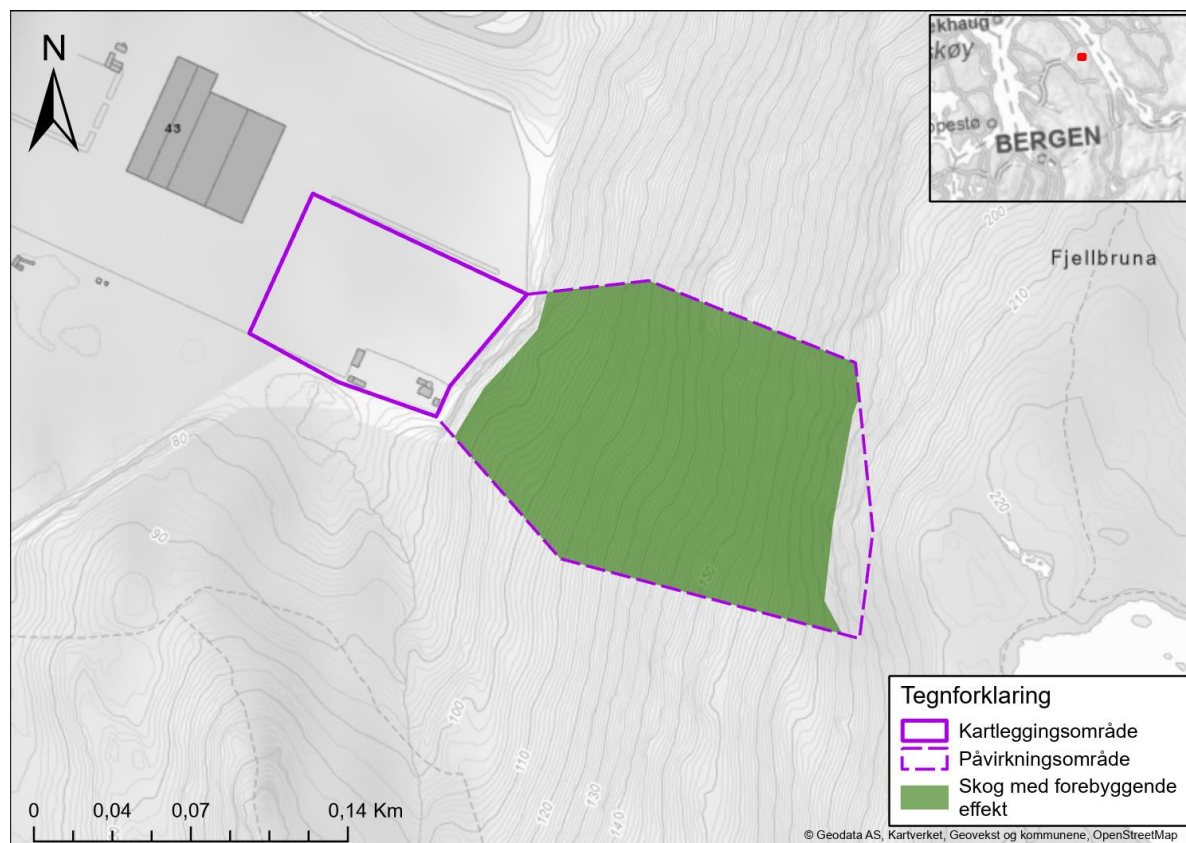 N
43
ekhaug
skøy
opestø
BERGEN
200
Fjellbruna
210
80
90
220
150
100
110
120
130
140
Tegnforklaring
Kartleggingsområde
Påvirkningsområde
Skog med forebyggende
effekt
0 0,04 0,07 0,14 Km
© Geodata AS, Kartverket, Geovekst og kommunene, OpenStreetMap